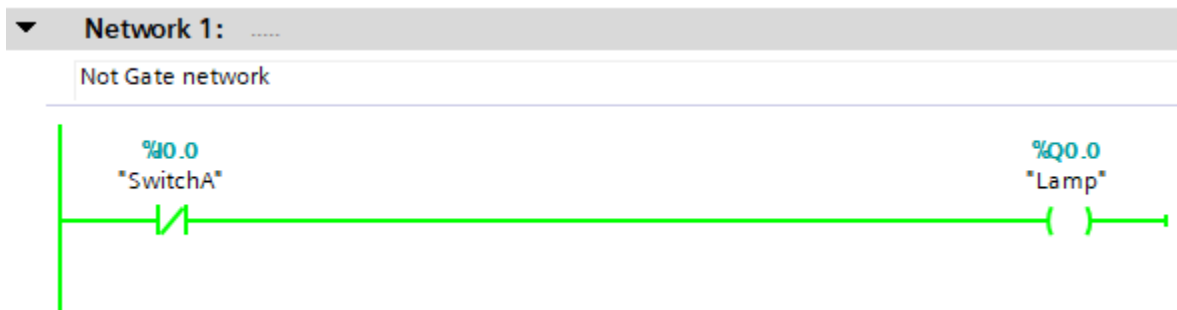 Network 1: .....
Not Gate network
%I0.0 %Q0.0
"SwitchA" "Lamp"